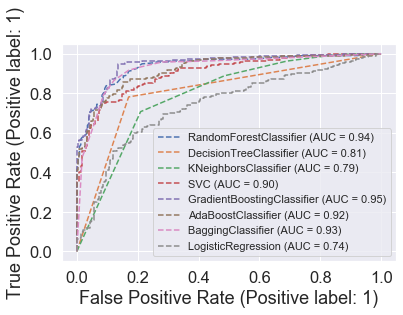 True Positive Rate (Positive label: 1)
1.0
0.8
0.6
0.4
0.2
0.0
RandomForestClassifier (AUC = 0.94)
DecisionTreeClassifier (AUC = 0.81)
KNeighborsClassifier (AUC = 0.79)
SVC (AUC = 0.90)
GradientBoostingClassifier (AUC = 0.95)
AdaBoostClassifier (AUC = 0.92)
BaggingClassifier (AUC = 0.93)
LogisticRegression (AUC = 0.74)
0.0 0.2 0.4 0.6 0.8 1.0
False Positive Rate (Positive label: 1)